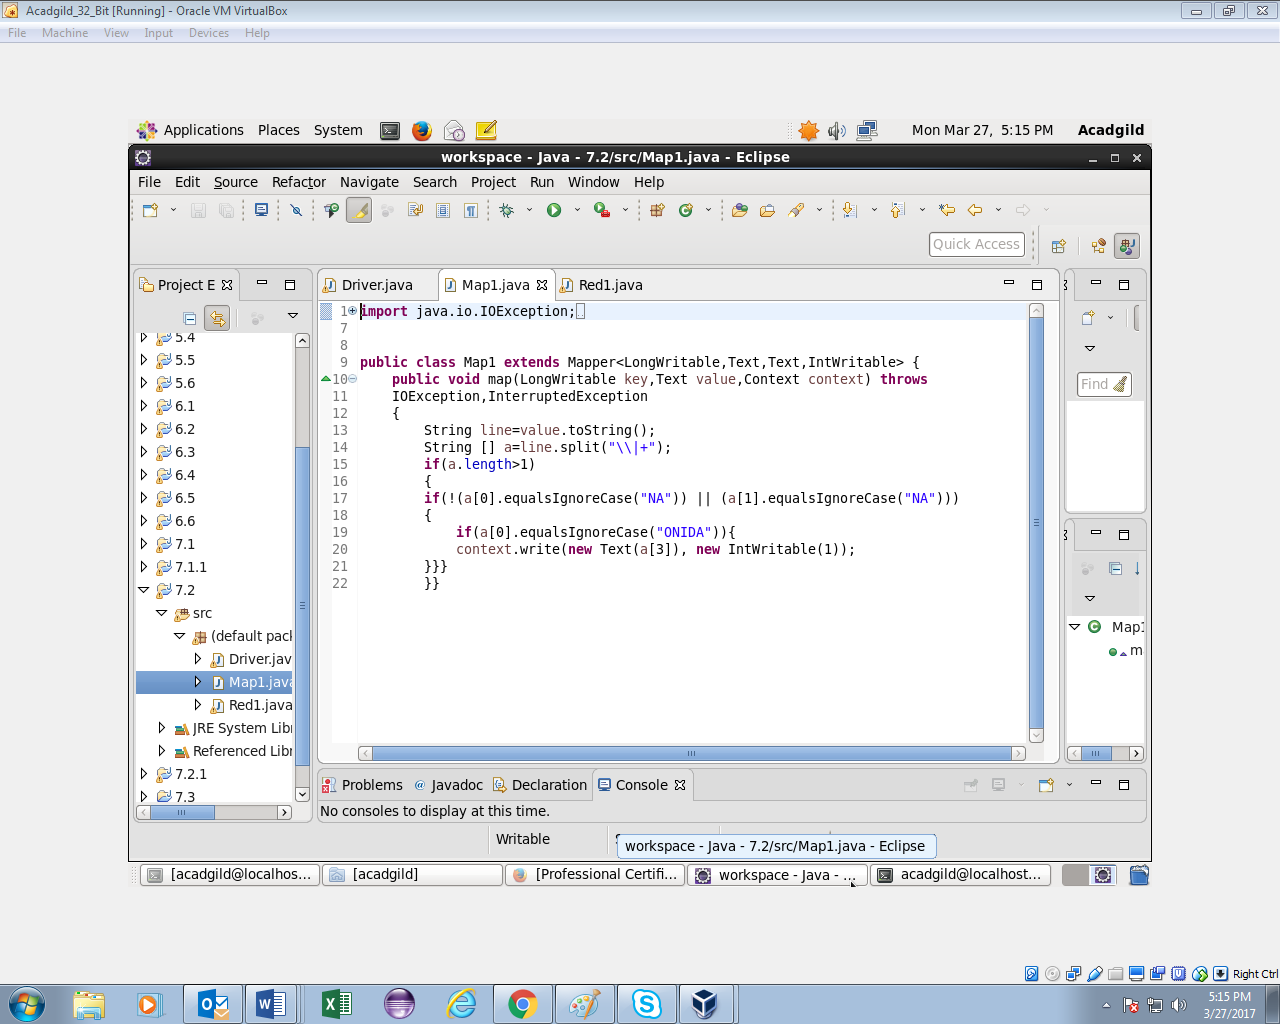 Acadgild_32_Bit [Running] - Oracle VM VirtualBox
File Machine View Input Devices Help
Applications Places System Mon Mar 27, 5:15 PM Acadgild
workspace - Java - 7.2/src/Map1.java - Eclipse
File Edit Source Refactor Navigate Search Project Run Window Help
Quick Access
Project E
Driver.java Map1.java Red1.java
1 import java.io.IOException;
7
8
9 public class Map1 extends Mapper<LongWritable,Text,Text,IntWritable> {
10 public void map(LongWritable key,Text value,Context context) throws
11 IOException,InterruptedException
12 {
13 String line=value.toString();
14 String [] a=line.split("\\|+");
15 if(a.length>1)
16 {
17 if(!(a[0].equalsIgnoreCase("NA")) || (a[1].equalsIgnoreCase("NA")))
18 {
19 if(a[0].equalsIgnoreCase("ONIDA")){
20 context.write(new Text(a[3]), new IntWritable(1));
21 }}}
22 }}
5.4
5.5
5.6
6.1
6.2
6.3
6.4
6.5
6.6
7.1
7.1.1
7.2
src
(default pack
Driver.jav
Map1.java
Red1.java
JRE System Libr
Referenced Libr
7.2.1
7.3
Find
Map1
ma
Problems Javadoc Declaration Console
No consoles to display at this time.
Writable
workspace - Java - 7.2/src/Map1.java - Eclipse
[acadgild@localhos... [acadgild] [Professional Certifi... workspace - Java - ... acadgild@localhost...
Right Ctrl
5:15 PM
3/27/2017